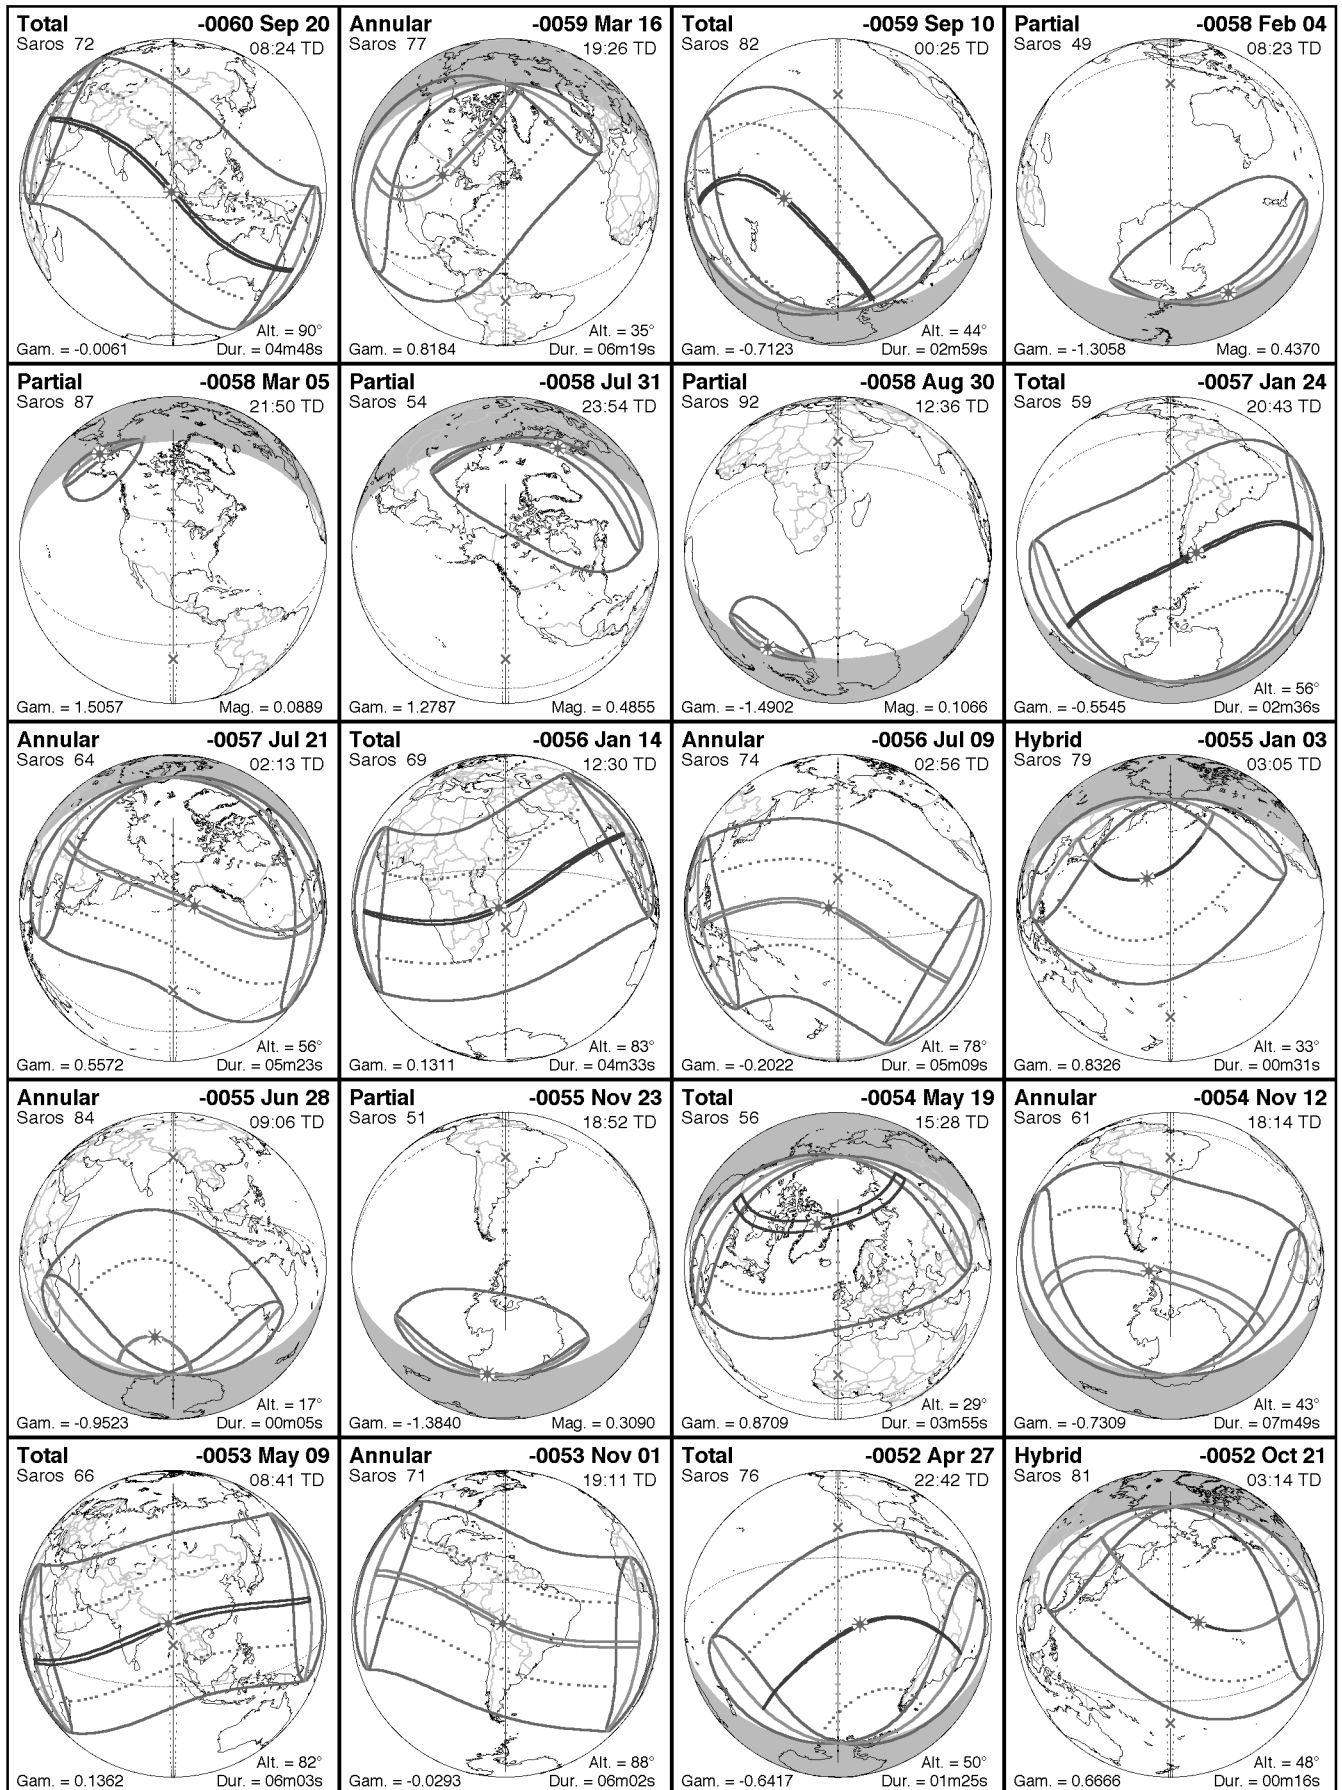 Total -0060 Sep 20
Saros 72 08:24 TD
Alt. = 90°
Gam. = -0.0061 Dur. = 04m48s
Annular -0059 Mar 16
Saros 77 19:26 TD
Alt. = 35°
Gam. = 0.8184 Dur. = 06m19s
Total -0059 Sep 10
Saros 82 00:25 TD
Alt. = 44°
Gam. = -0.7123 Dur. = 02m59s
Partial -0058 Feb 04
Saros 49 08:23 TD
Gam. = -1.3058 Mag. = 0.4370
Partial -0058 Mar 05
Saros 87 21:50 TD
Gam. = 1.5057 Mag. = 0.0889
Partial -0058 Jul 31
Saros 54 23:54 TD
Gam. = 1.2787 Mag. = 0.4855
Partial -0058 Aug 30
Saros 92 12:36 TD
Gam. = -1.4902 Mag. = 0.1066
Total -0057 Jan 24
Saros 59 20:43 TD
Alt. = 56°
Gam. = -0.5545 Dur. = 02m36s
Annular -0057 Jul 21
Saros 64 02:13 TD
Alt. = 56°
Gam. = 0.5572 Dur. = 05m23s
Total -0056 Jan 14
Saros 69 12:30 TD
Alt. = 83°
Gam. = 0.1311 Dur. = 04m33s
Annular -0056 Jul 09
Saros 74 02:56 TD
Alt. = 78°
Gam. = -0.2022 Dur. = 05m09s
Hybrid -0055 Jan 03
Saros 79 03:05 TD
Alt. = 33°
Gam. = 0.8326 Dur. = 00m31s
Annular -0055 Jun 28
Saros 84 09:06 TD
Alt. = 17°
Gam. = -0.9523 Dur. = 00m05s
Partial -0055 Nov 23
Saros 51 18:52 TD
Gam. = -1.3840 Mag. = 0.3090
Total -0054 May 19
Saros 56 15:28 TD
Alt. = 29°
Gam. = 0.8709 Dur. = 03m55s
Annular -0054 Nov 12
Saros 61 18:14 TD
Alt. = 43°
Gam. = -0.7309 Dur. = 07m49s
Total -0053 May 09
Saros 66 08:41 TD
Alt. = 82°
Gam. = 0.1362 Dur. = 06m03s
Annular -0053 Nov 01
Saros 71 19:11 TD
Alt. = 88°
Gam. = -0.0293 Dur. = 06m02s
Total -0052 Apr 27
Saros 76 22:42 TD
Alt. = 50°
Gam. = -0.6417 Dur. = 01m25s
Hybrid -0052 Oct 21
Saros 81 03:14 TD
Alt. = 48°
Gam. = 0.6666 Dur. = 00m16s